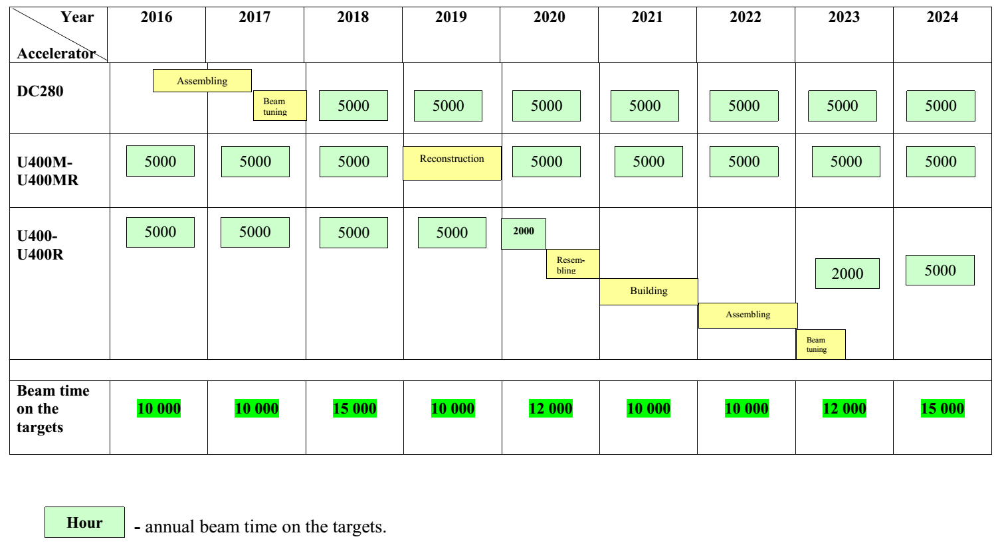 Year 2016 2017 2018 2019 2020 2021 2022 2023 2024
Accelerator
Assembling
DC280
Beam
tuning
5000 5000 5000 5000 5000 5000 5000
U400M-
U400MR
5000 5000 5000 Reconstruction 5000 5000 5000 5000 5000
U400-
U400R
5000 5000 5000 5000 2000
Resem-
bling
2000 5000
Building
Assembling
Beam
tuning
Beam time
on the
targets
10 000 10 000 15 000 10 000 12 000 10 000 10 000 12 000 15 000
Hour - annual beam time on the targets.